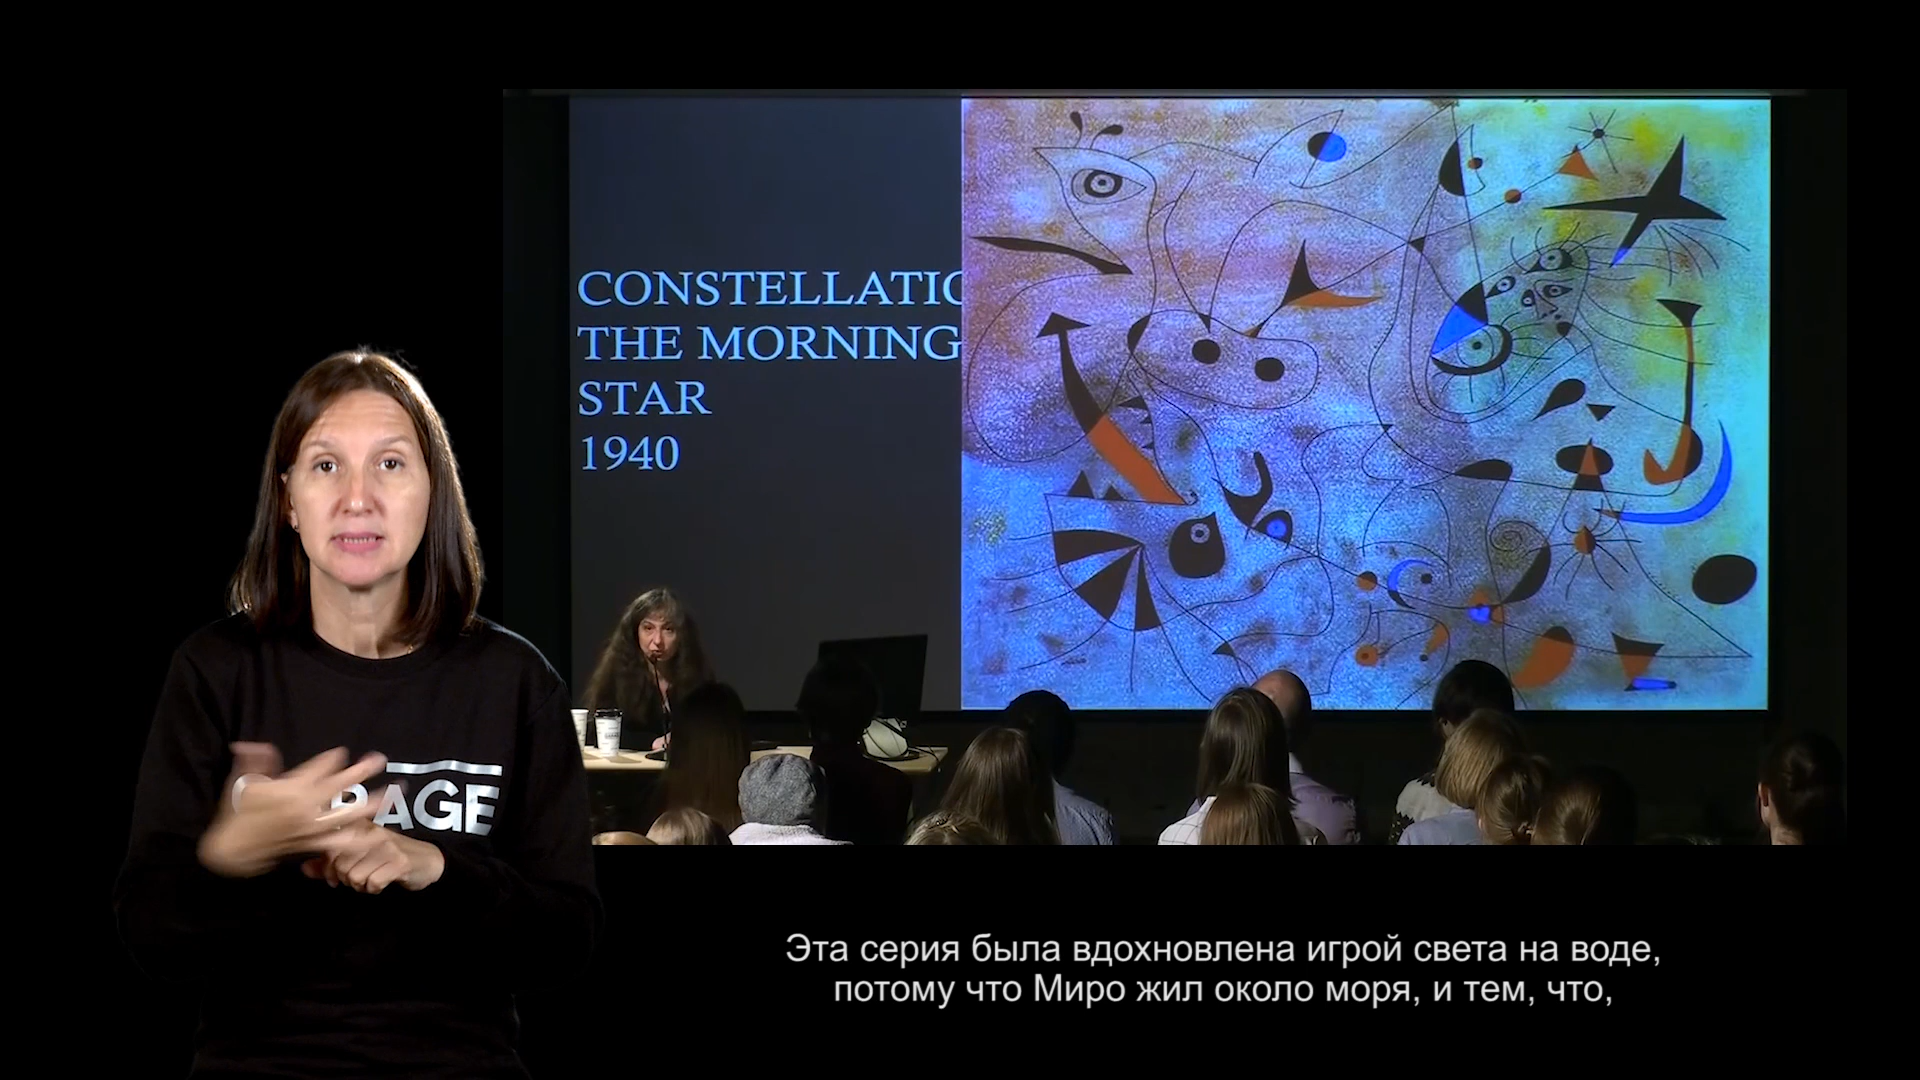 CONSTELLATIO
THE MORNING
STAR
1940
RAGE
Эта серия была вдохновлена игрой света на воде,
потому что Миро жил около моря, и тем, что,